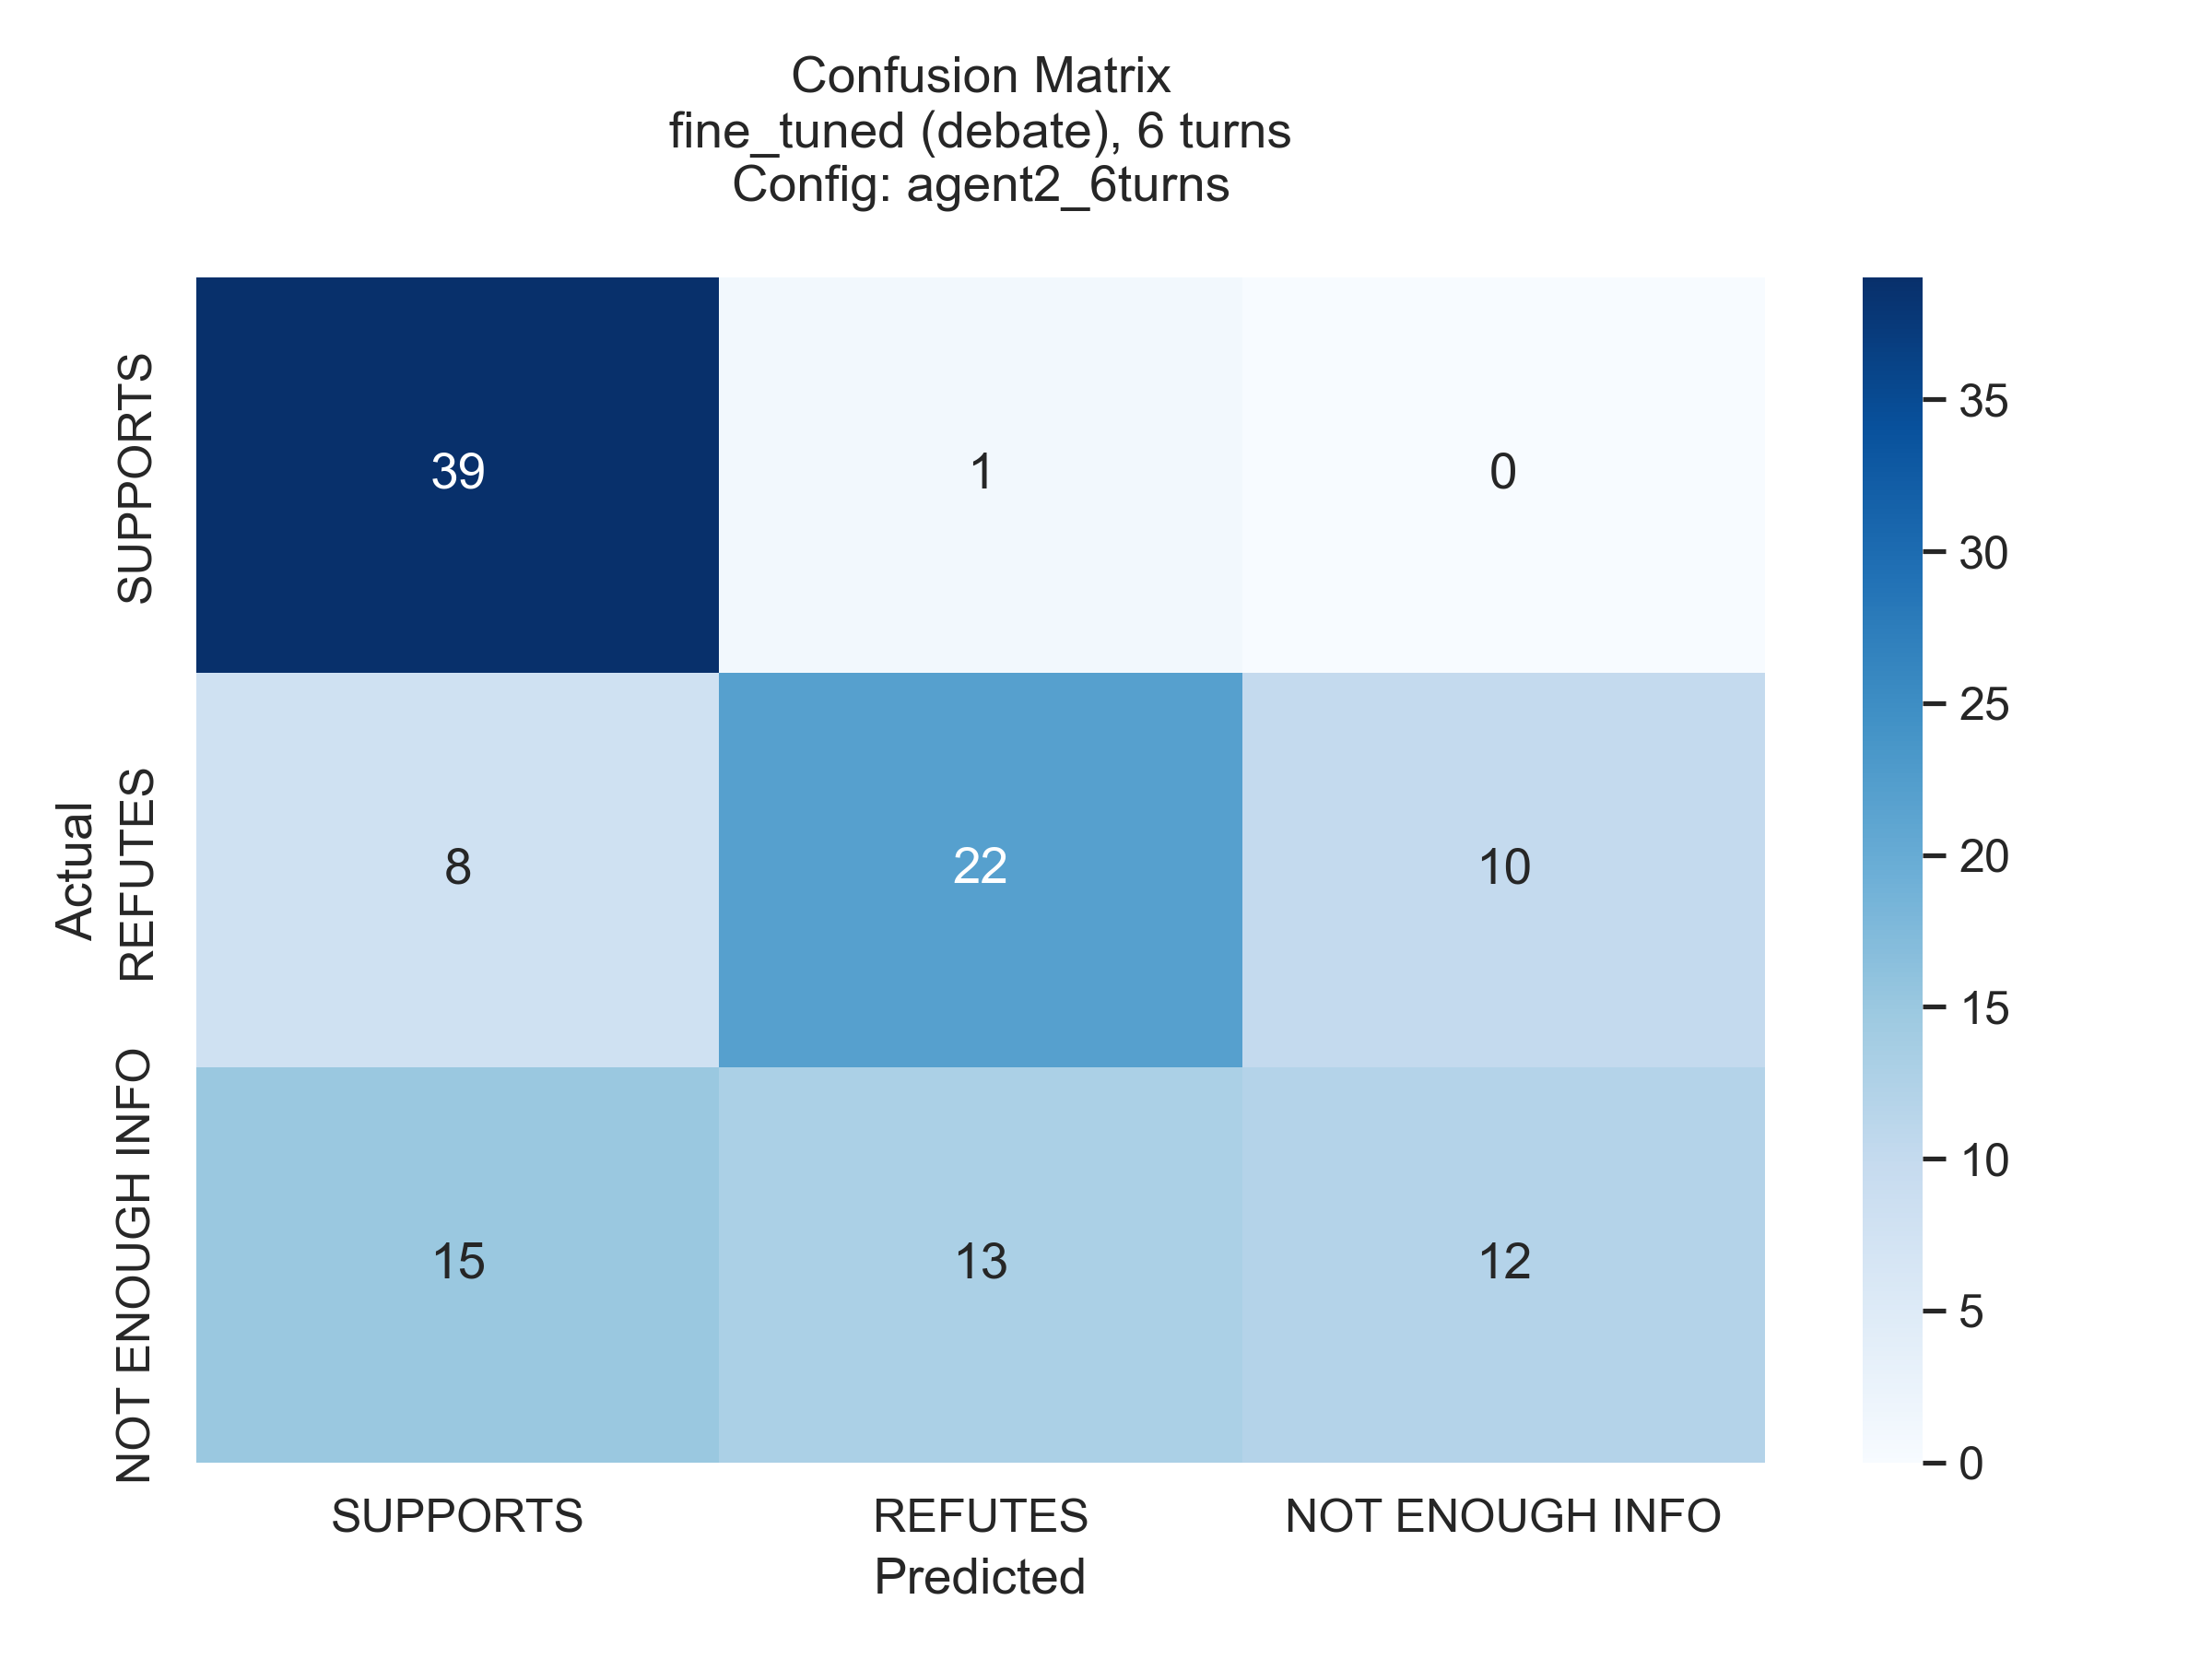 Confusion Matrix
fine_tuned (debate), 6 turns
Config: agent2_6turns
Actual
SUPPORTS
39
1
0
REFUTES
8
22
10
NOT ENOUGH INFO
15
13
12
SUPPORTS
REFUTES
NOT ENOUGH INFO
Predicted
35
30
25
20
15
10
5
0